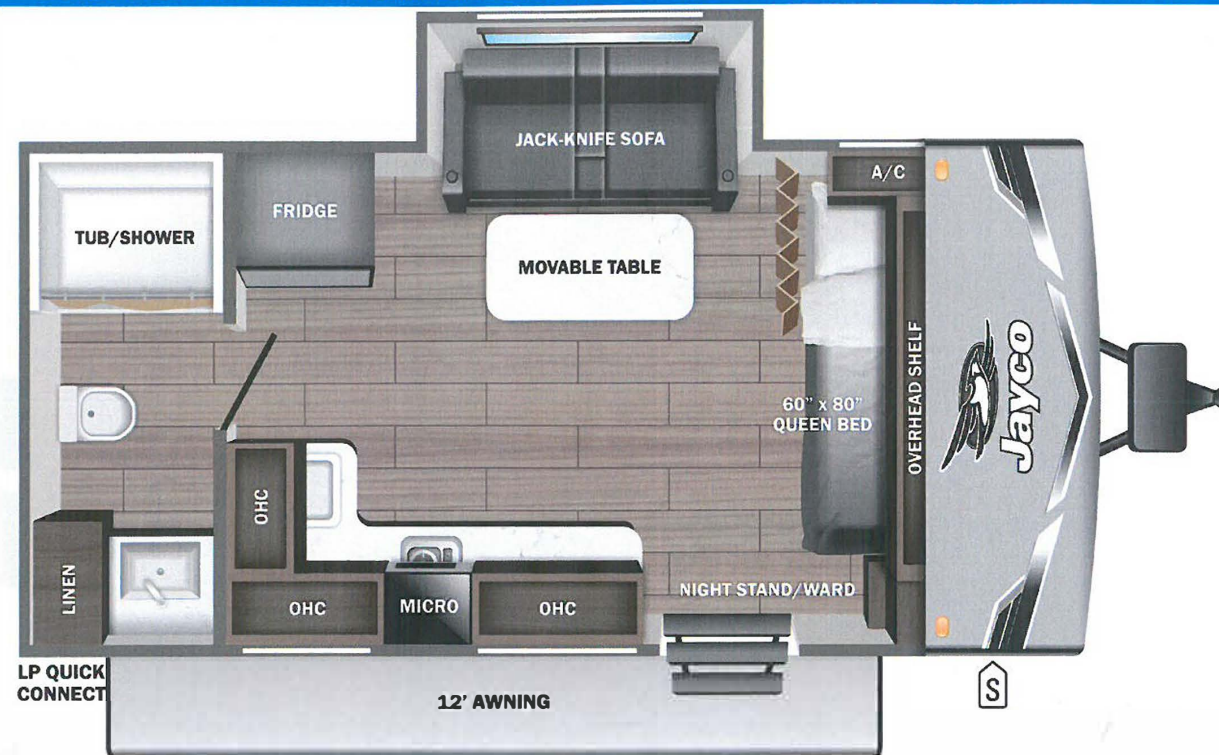 JACK-KNIFE SOFA
A/C
FRIDGE
TUB/SHOWER
MOVABLE TABLE
OVERHEAD SHELF
Jayco
60" x 80"
QUEEN BED
OHC
LINEN
OHC
MICRO
OHC
NIGHT STAND/WARD
LP QUICK
CONNECT
12' AWNING
S